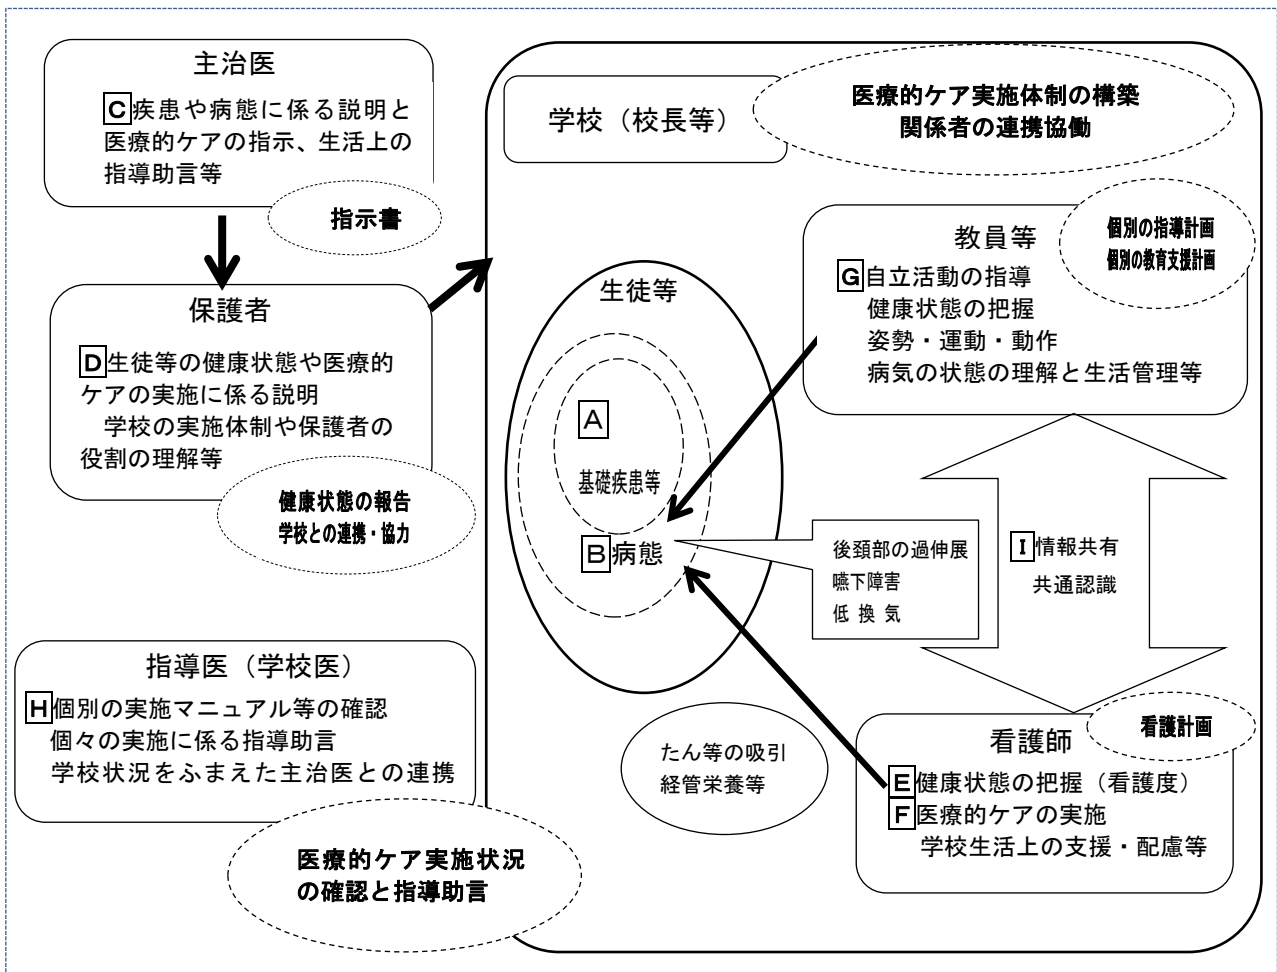 主治医
C疾患や病態に係る説明と
医療的ケアの指示、生活上の
指導助言等
指示書
保護者
D生徒等の健康状態や医療的
ケアの実施に係る説明
学校の実施体制や保護者の
役割の理解等
健康状態の報告
学校との連携・協力
指導医（学校医）
H個別の実施マニュアル等の確認
個々の実施に係る指導助言
学校状況をふまえた主治医との連携
医療的ケア実施状況
の確認と指導助言
学校（校長等）
医療的ケア実施体制の構築
関係者の連携協働
生徒等
A
基礎疾患等
B病態
後頚部の過伸展
嚥下障害
低換気
たん等の吸引
経管栄養等
教員等
個別の指導計画
個別の教育支援計画
G自立活動の指導
健康状態の把握
姿勢・運動・動作
病気の状態の理解と生活管理等
I情報共有
共通認識
看護師
看護計画
E健康状態の把握（看護度）
F医療的ケアの実施
学校生活上の支援・配慮等